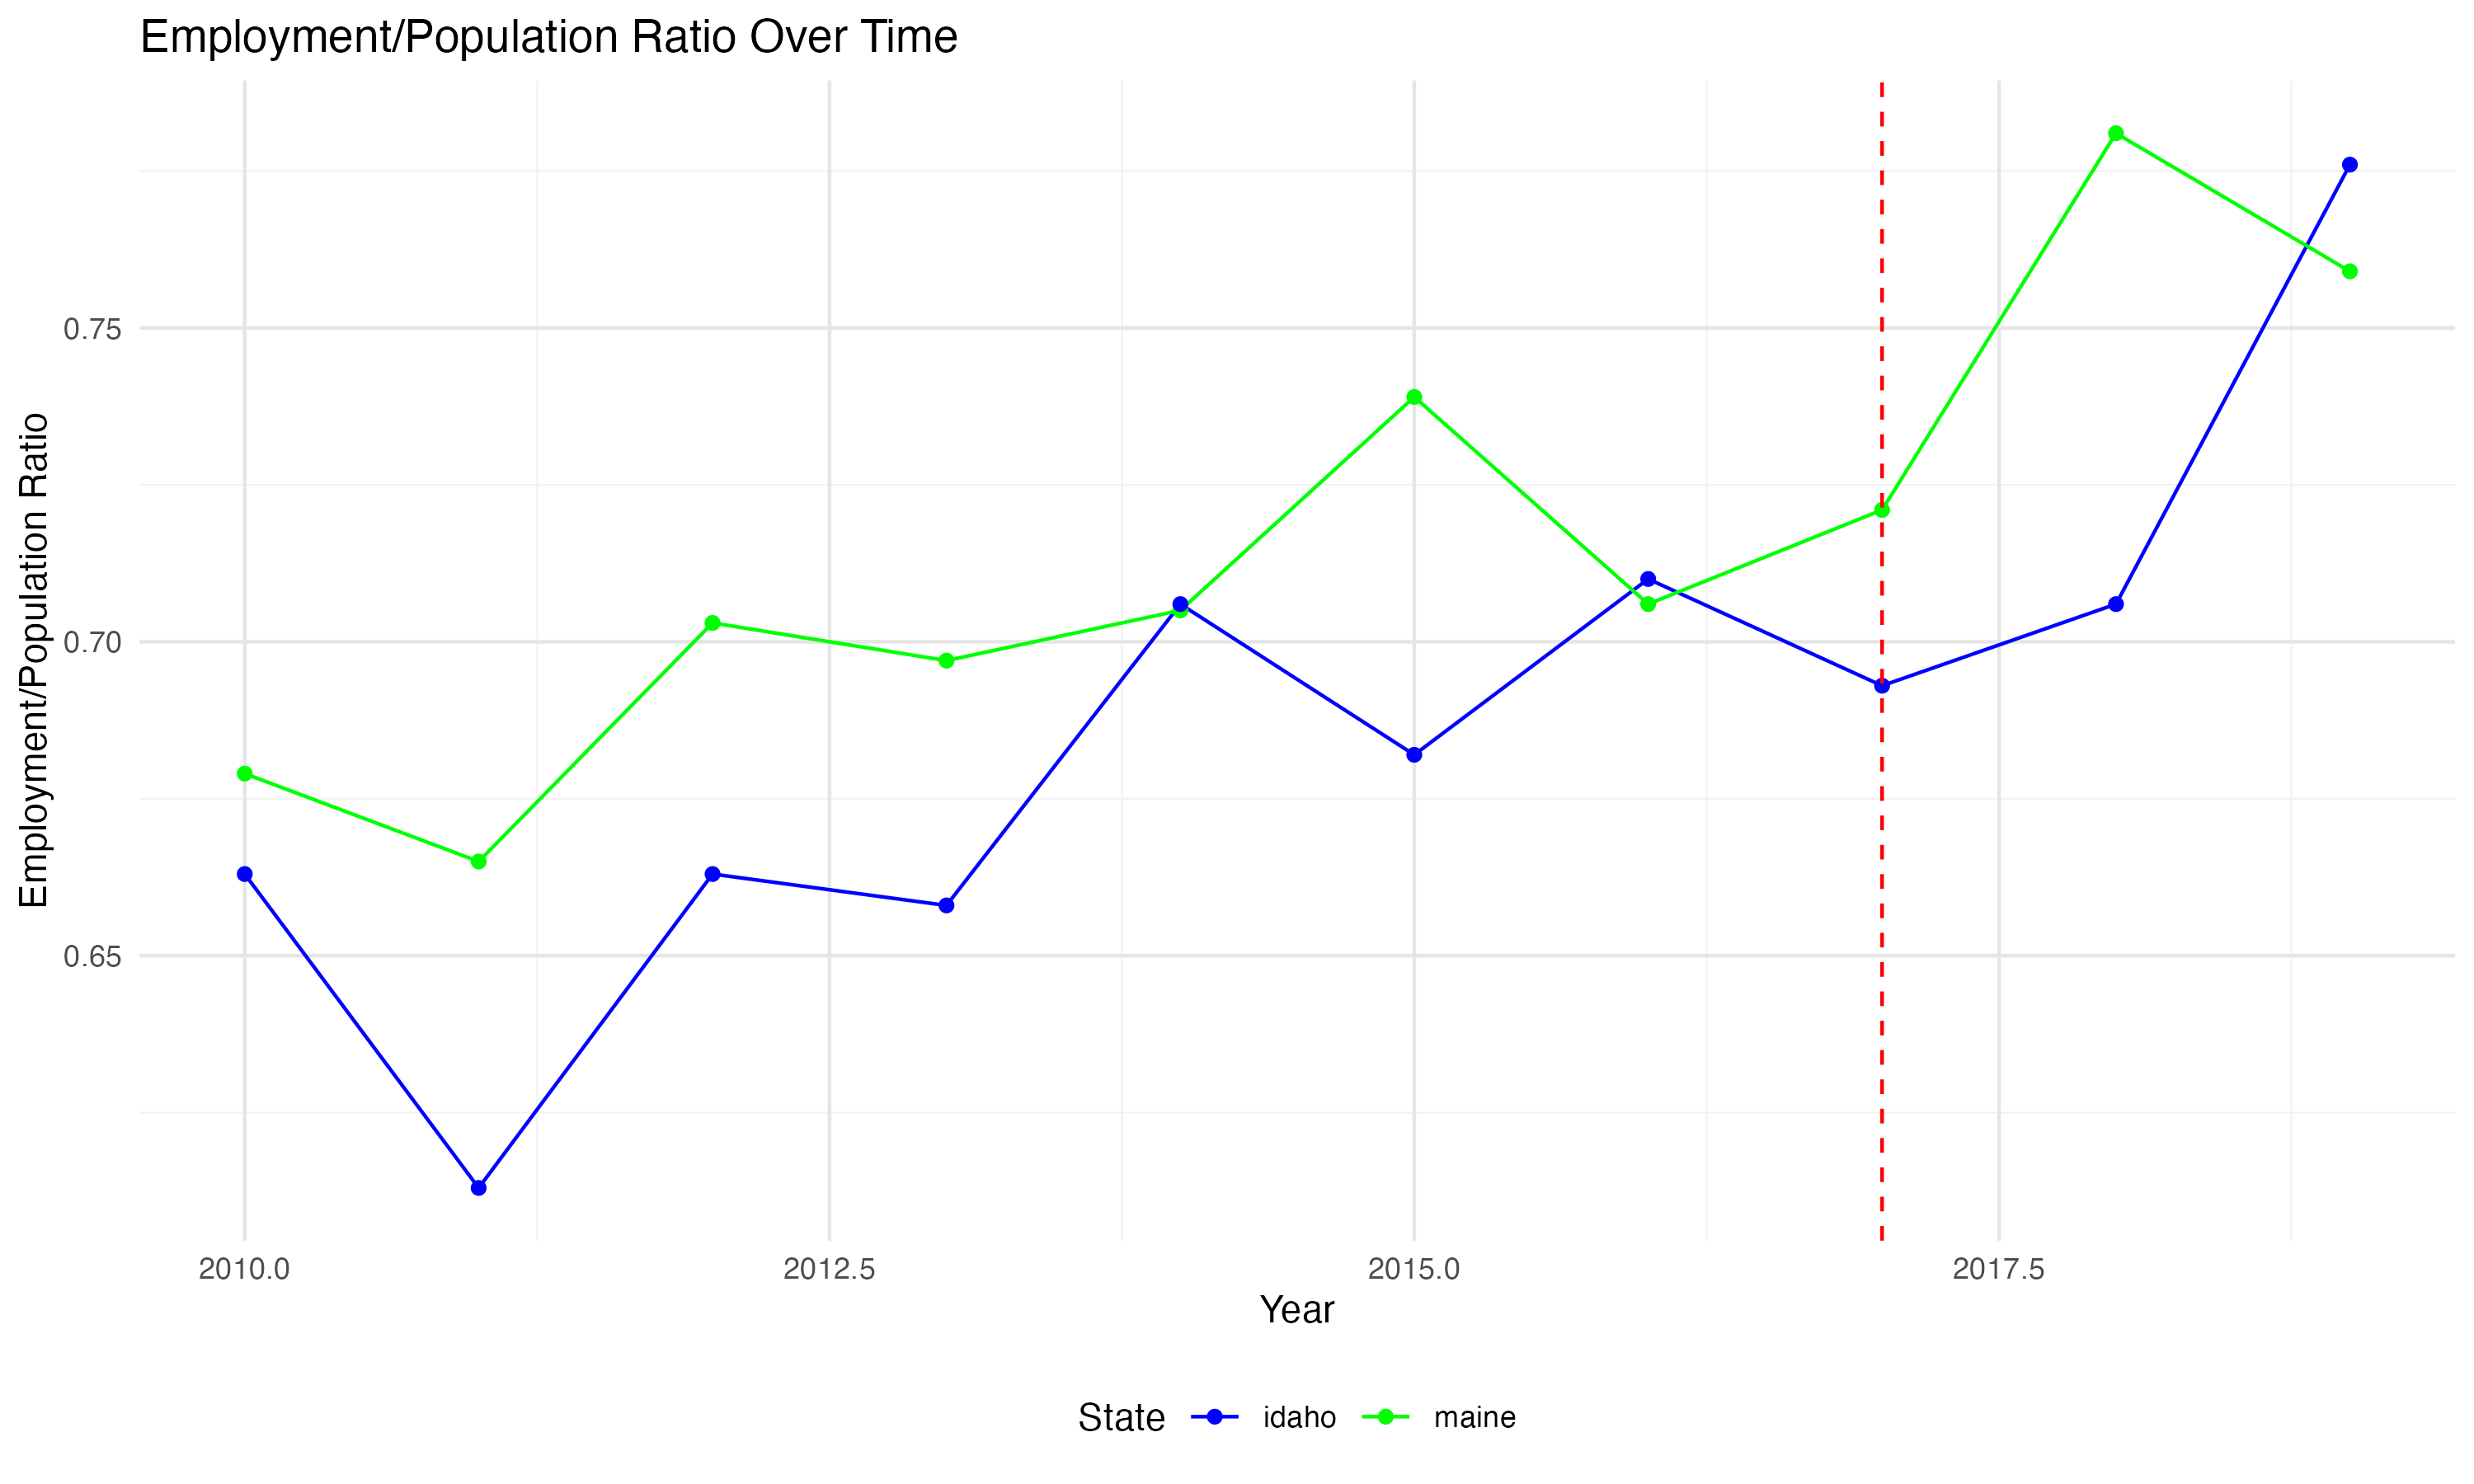 Employment/Population Ratio Over Time
Employment/Population Ratio
0.75
0.70
0.65
2010.0 2012.5 2015.0 2017.5
Year
State idaho maine